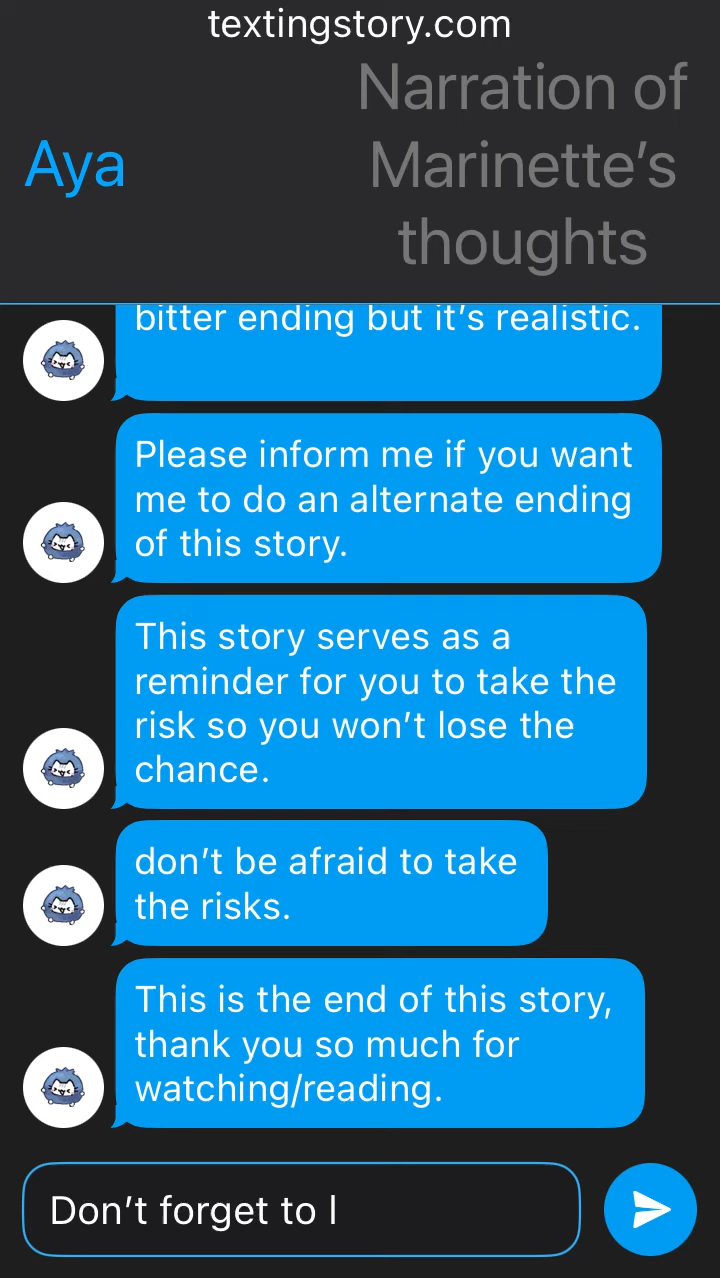 textingstory.com
Narration of
Marinette’s
thoughts
Aya
bitter ending but it’s realistic.
Please inform me if you want
me to do an alternate ending
of this story.
This story serves as a
reminder for you to take the
risk so you won’t lose the
chance.
don’t be afraid to take
the risks.
This is the end of this story,
thank you so much for
watching/reading.
Don’t forget to l